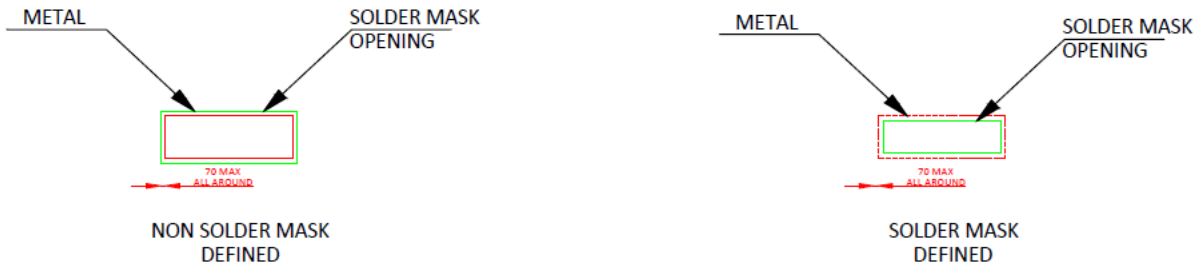 METAL
SOLDER MASK
OPENING
70 MAX
ALL AROUND
NON SOLDER MASK
DEFINED
METAL
SOLDER MASK
OPENING
70 MAX
ALL AROUND
SOLDER MASK
DEFINED